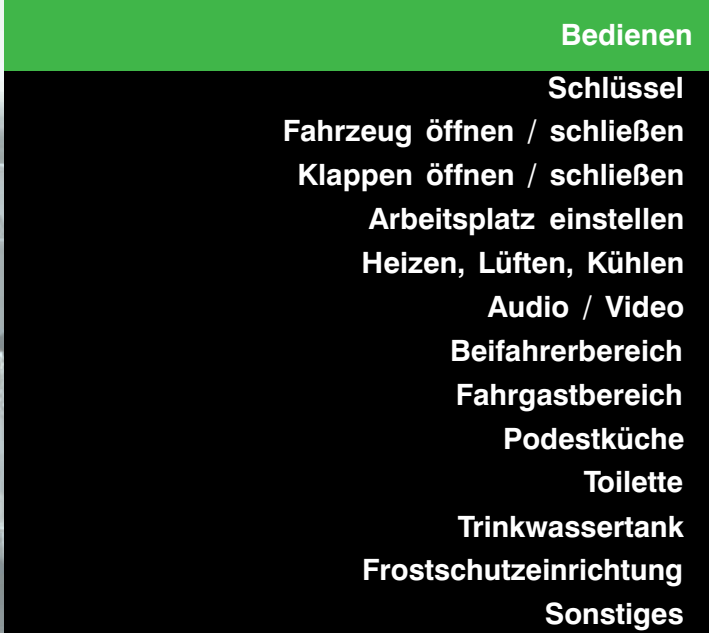 Bedienen
Schlüssel
Fahrzeug öffnen / schließen
Klappen öffnen / schließen
Arbeitsplatz einstellen
Heizen, Lüften, Kühlen
Audio / Video
Beifahrerbereich
Fahrgastbereich
Podestküche
Toilette
Trinkwassertank
Frostschutzeinrichtung
Sonstiges